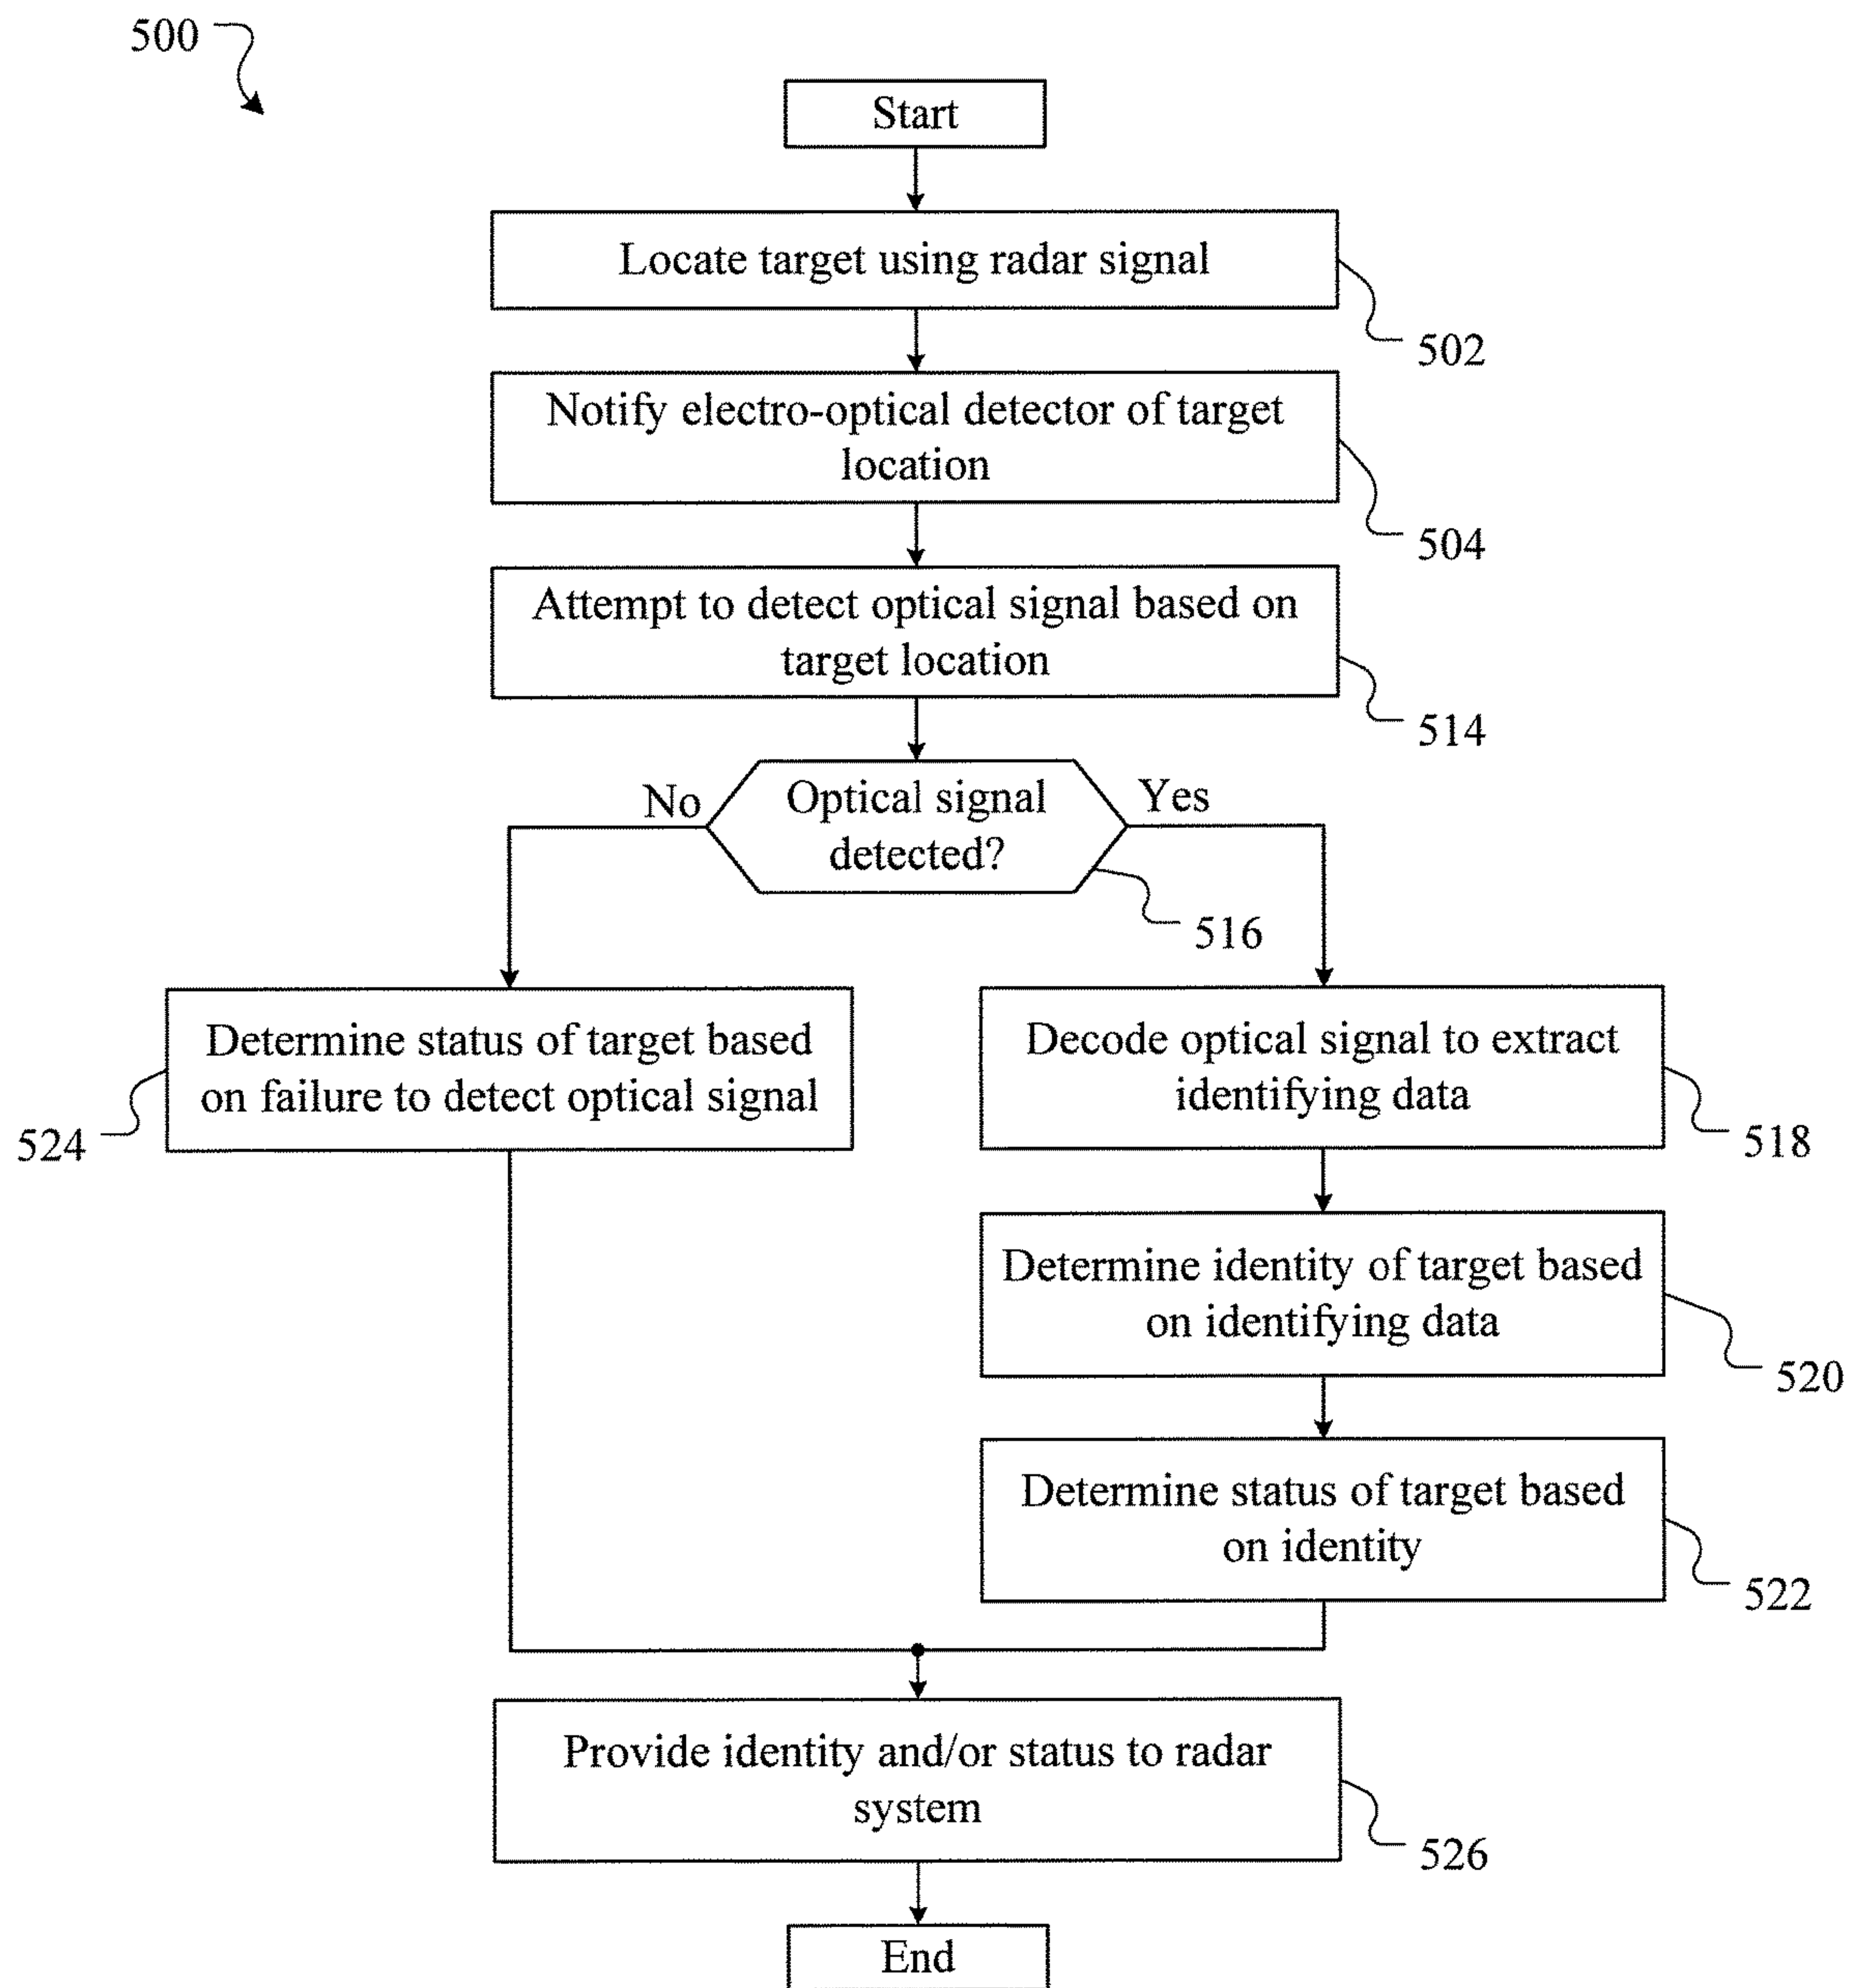 500
Start
Locate target using radar signal
502
Notify electro-optical detector of target
location
504
Attempt to detect optical signal based on
target location
514
No
Optical signal
detected?
Yes
516
Determine status of target based
on failure to detect optical signal
524
Decode optical signal to extract
identifying data
518
Determine identity of target based
on identifying data
520
Determine status of target based
on identity
522
Provide identity and/or status to radar
system
526
End